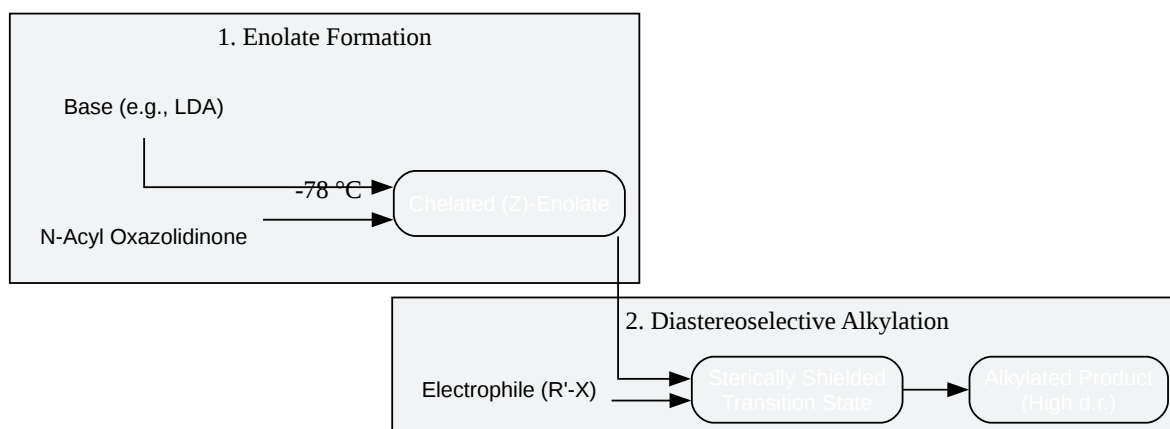 1. Enolate Formation
Base (e.g., LDA)
-78 °C
Chelated (Z)-Enolate
N-Acyl Oxazolidinone
2. Diastereoselective Alkylation
Electrophile (R'-X)
Sterically Shielded
Transition State
Alkylated Product
(High d.r.)